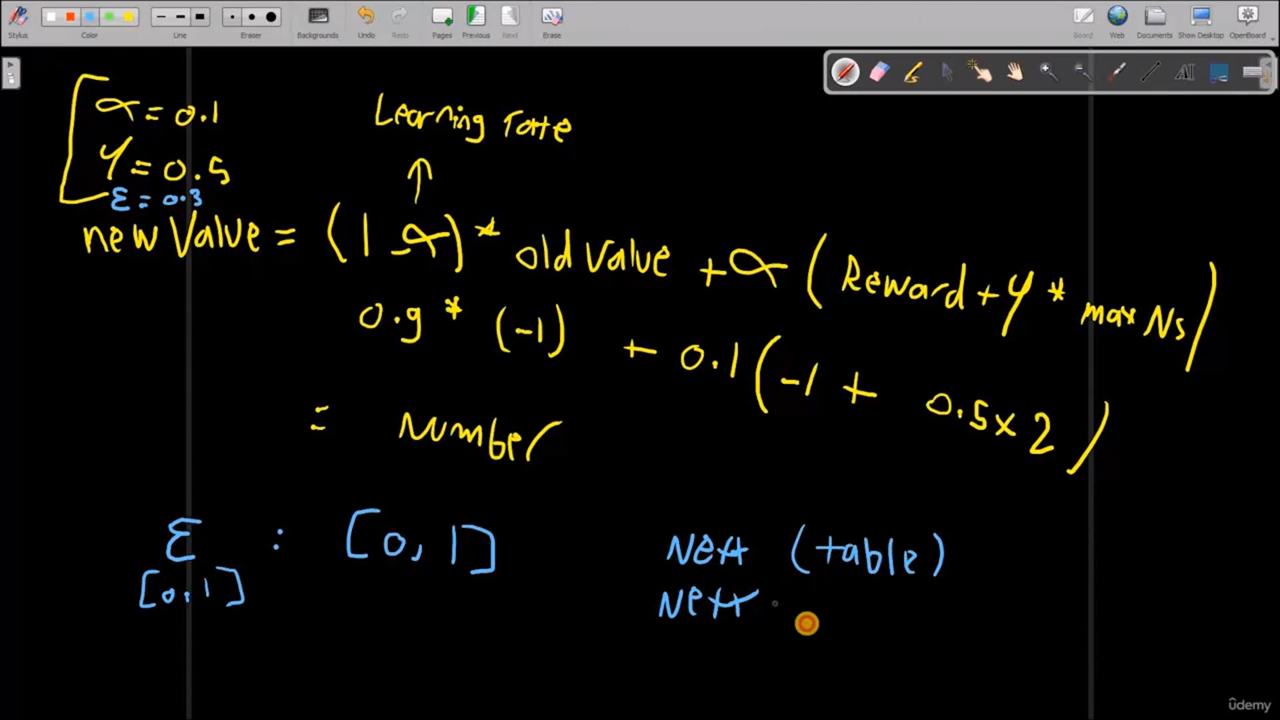 Stylus
Color
Line
Eraser
Backgrounds
Undo
Redo
Pages
Previous
Next
Erase
Board
Web
Documents
Show Desktop
OpenBoard
α = 0.1
Learning rate
γ = 0.5
ε = 0.3
new Value = (1 - α) * old Value + α (Reward + γ * max Ns)
0.9 * (-1) + 0.1 (-1 + 0.5 x 2)
= Number
ε : [0, 1]
Next (table)
[0.1]
Next
ûdemy